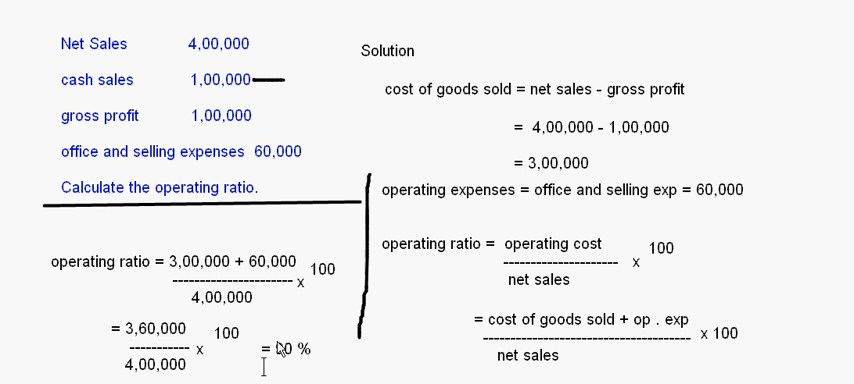 Net Sales 4,00,000
cash sales 1,00,000
gross profit 1,00,000
office and selling expenses 60,000
Calculate the operating ratio.
Solution
cost of goods sold = net sales - gross profit
= 4,00,000 - 1,00,000
= 3,00,000
operating expenses = office and selling exp = 60,000
operating ratio = operating cost
--------------------- x 100
net sales
= cost of goods sold + op . exp
-------------------------------------- x 100
net sales
operating ratio = 3,00,000 + 60,000
---------------------- x 100
4,00,000
= 3,60,000
----------- x 100
4,00,000
= %